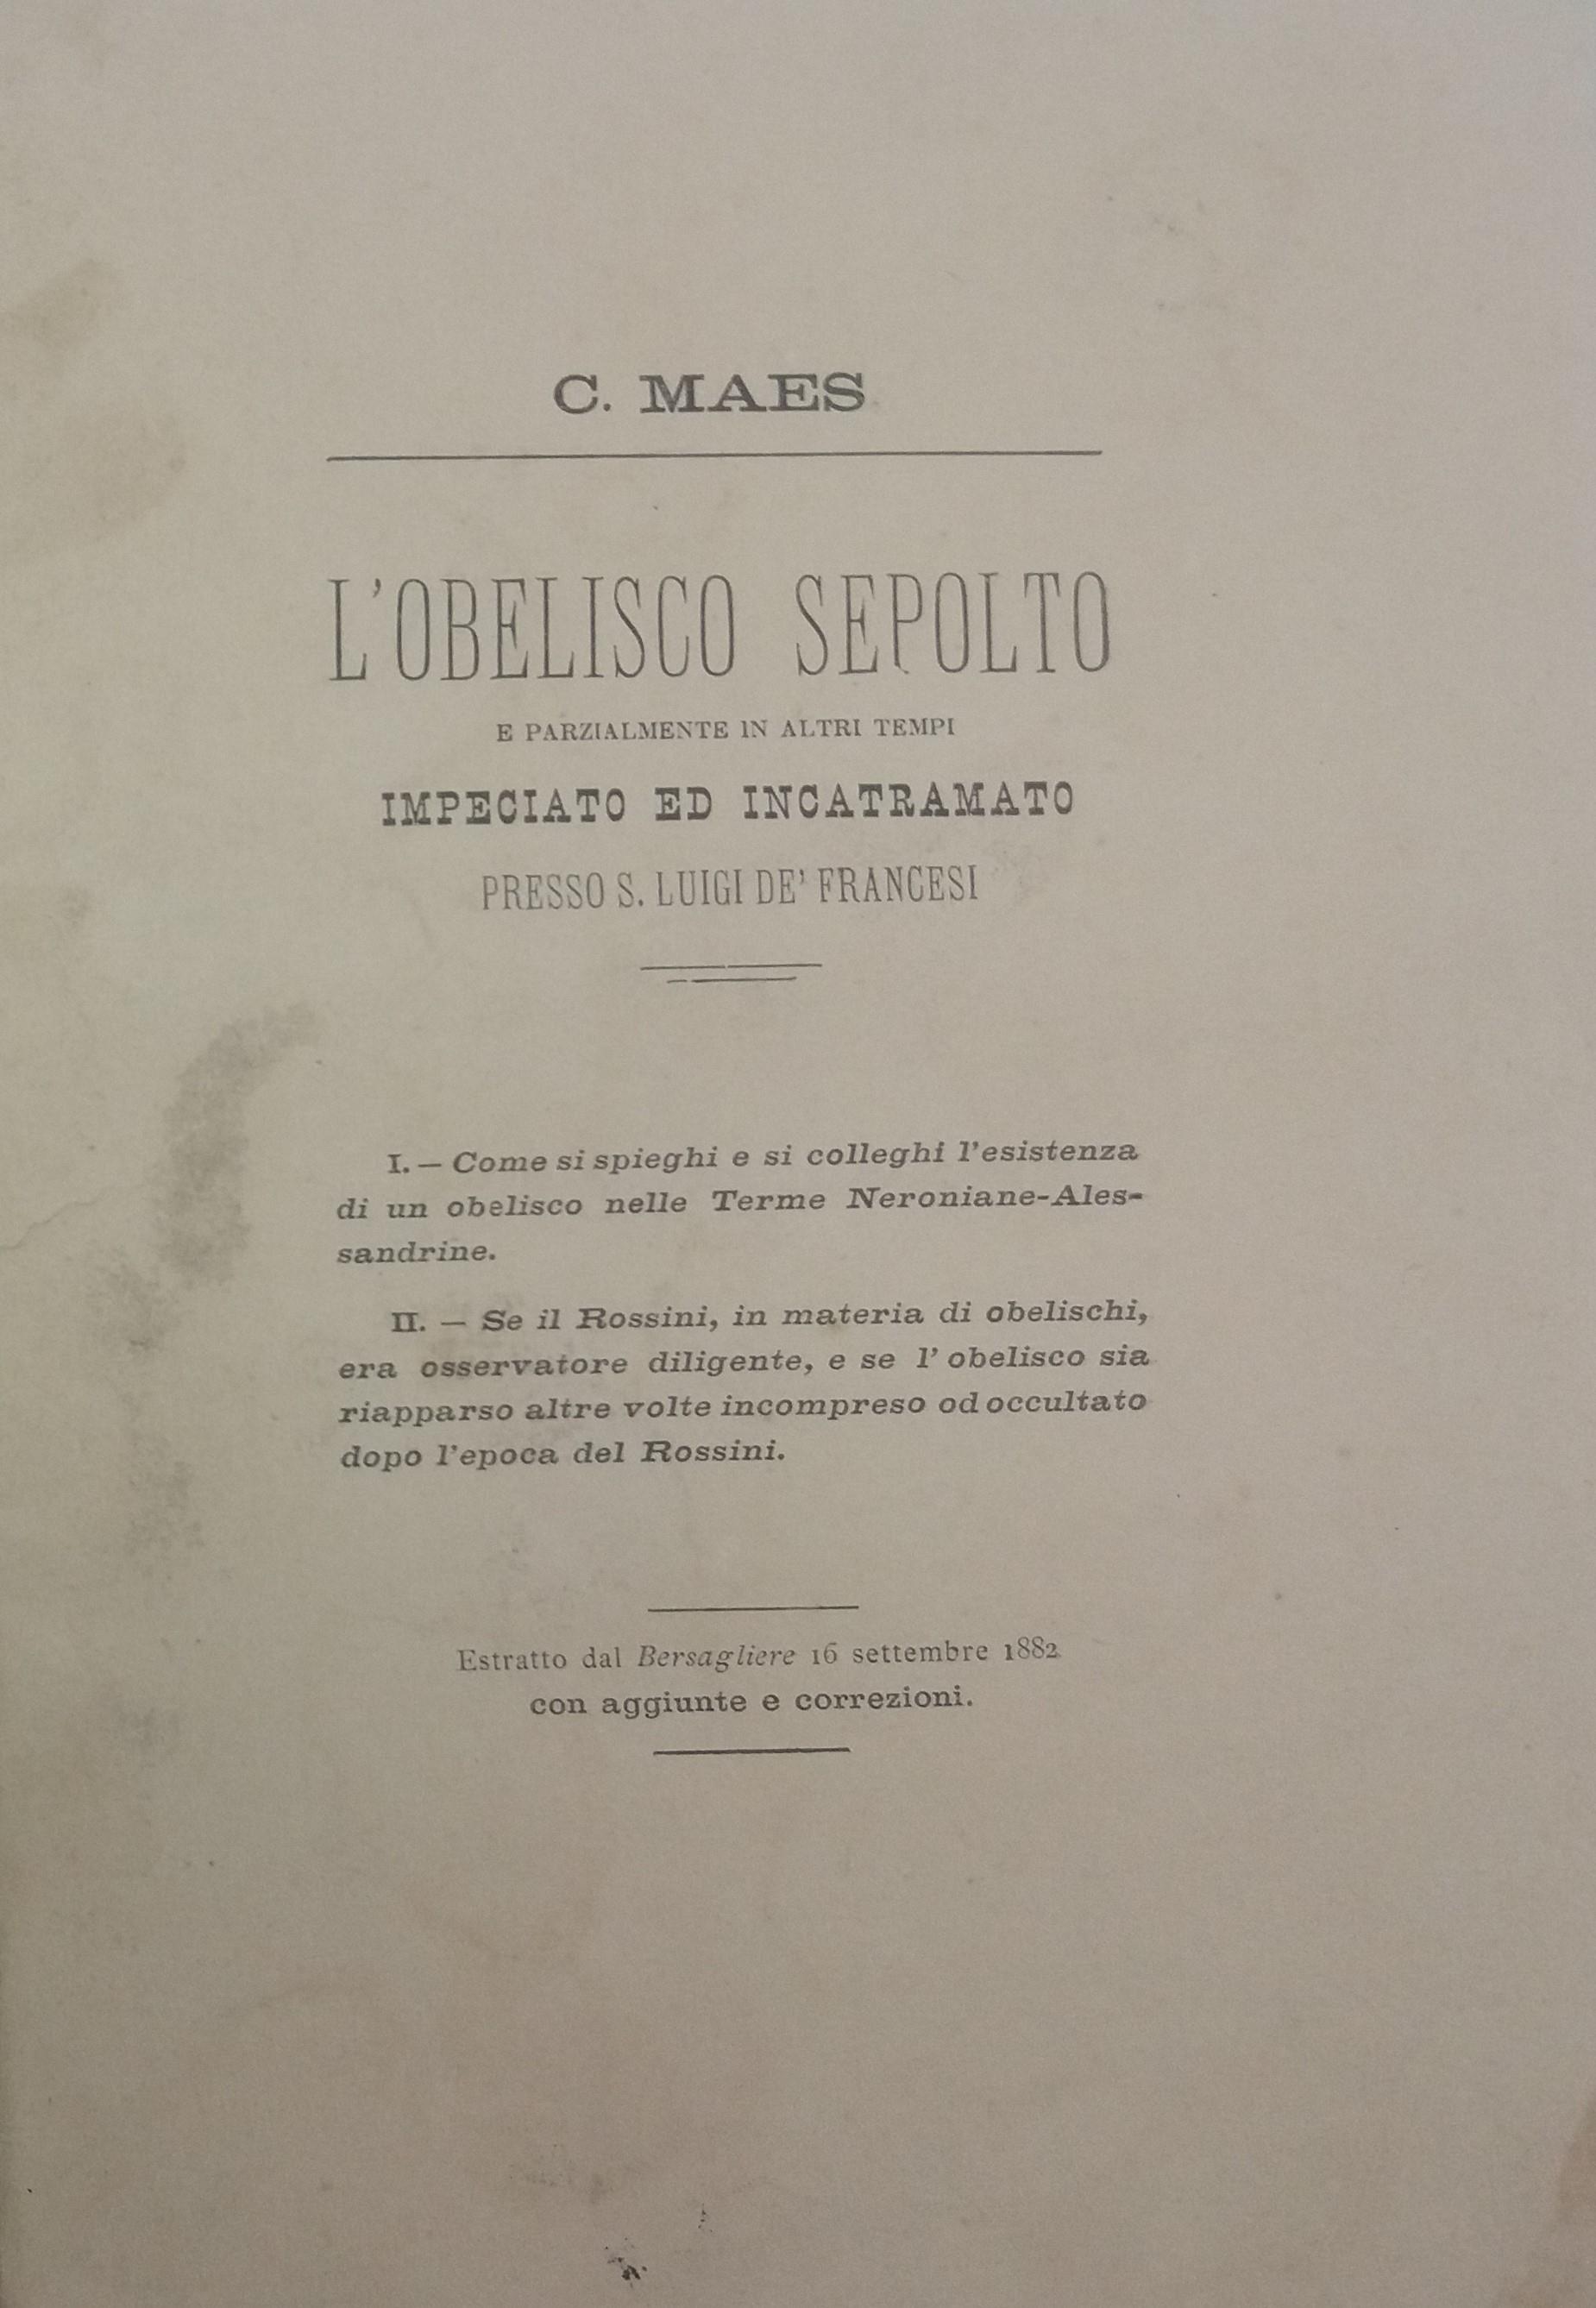 C. MAES
L'OBELISCO SEPOLTO
E PARZIALMENTE IN ALTRI TEMPI
IMPECIATO ED INCATRAMATO
PRESSO S. LUIGI DE' FRANCESI
I. — Come si spieghi e si colleghi l'esistenza
di un obelisco nelle Terme Neroniane-Ales-
sandrine.
II. — Se il Rossini, in materia di obelischi,
era osservatore diligente, e se l' obelisco sia
riapparso altre volte incompreso od occultato
dopo l'epoca del Rossini.
Estratto dal Bersagliere 16 settembre 1882
con aggiunte e correzioni.